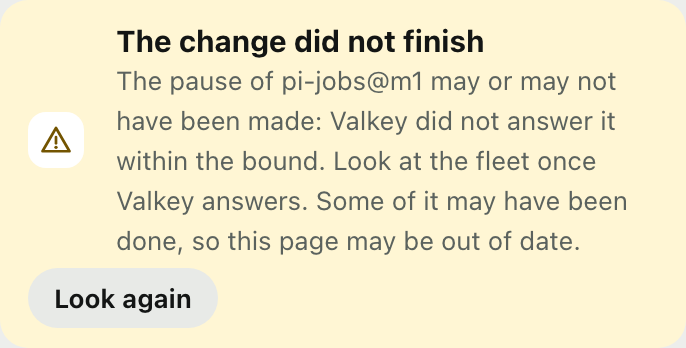 The change did not finish
The pause of pi-jobs@m1 may or may not
have been made: Valkey did not answer it
within the bound. Look at the fleet once
Valkey answers. Some of it may have been
done, so this page may be out of date.
Look again